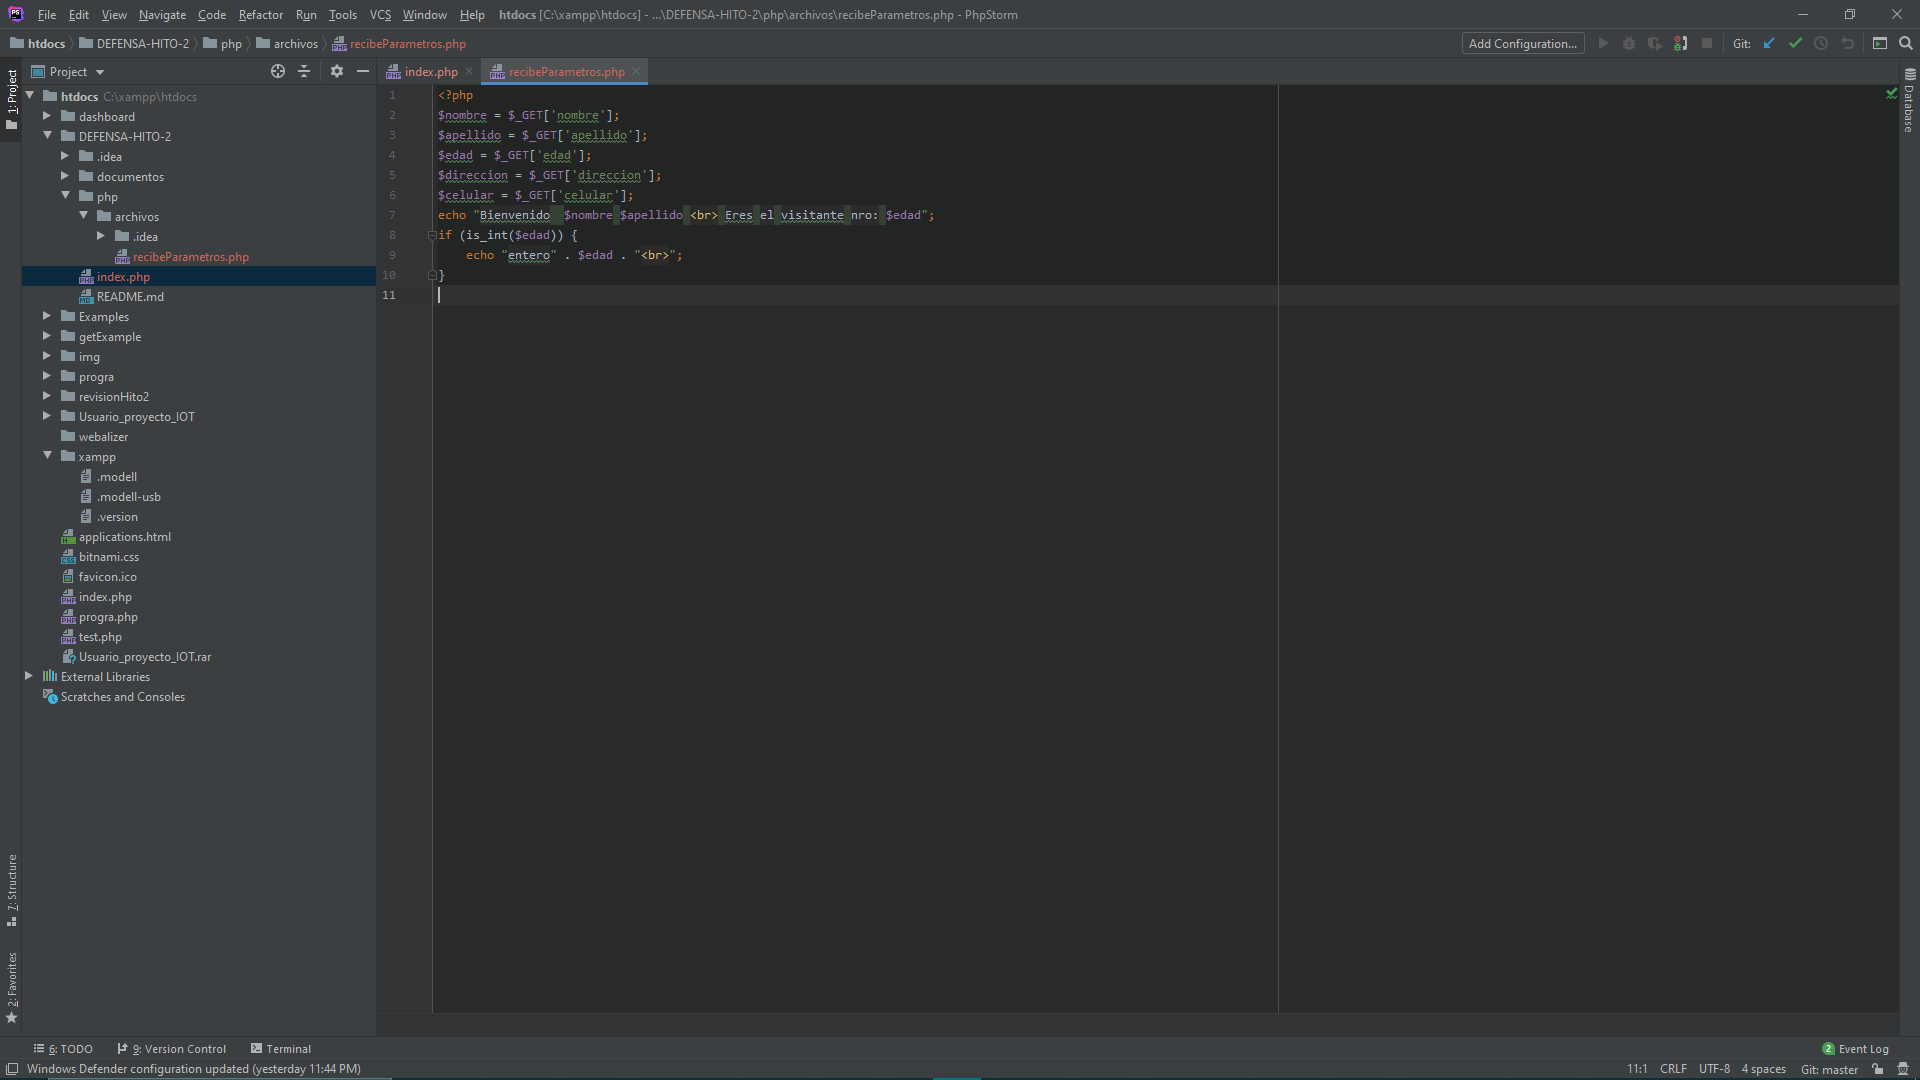 File Edit View Navigate Code Refactor Run Tools VCS Window Help htdocs [C:\xampp\htdocs] - ...\DEFENSA-HITO-2\php\archivos\recibeParametros.php - PhpStorm
htdocs DEFENSA-HITO-2 php archivos recibeParametros.php Add Configuration... Git:
Project index.php recibeParametros.php
1: Project
htdocs C:\xampp\htdocs
dashboard
DEFENSA-HITO-2
.idea
documentos
php
archivos
.idea
recibeParametros.php
index.php
README.md
Examples
getExample
img
progra
revisionHito2
Usuario_proyecto_IOT
webalizer
xampp
.modell
.modell-usb
.version
applications.html
bitnami.css
favicon.ico
index.php
progra.php
test.php
Usuario_proyecto_IOT.rar
External Libraries
Scratches and Consoles
1 <?php
2 $nombre = $_GET['nombre'];
3 $apellido = $_GET['apellido'];
4 $edad = $_GET['edad'];
5 $direccion = $_GET['direccion'];
6 $celular = $_GET['celular'];
7 echo "Bienvenido  $nombre $apellido <br> Eres el visitante nro: $edad";
8 if (is_int($edad)) {
9     echo "entero" . $edad . "<br>";
10 }
11
Database
7: Structure
2: Favorites
6: TODO 9: Version Control Terminal 2 Event Log
Windows Defender configuration updated (yesterday 11:44 PM) 11:1 CRLF UTF-8 4 spaces Git: master